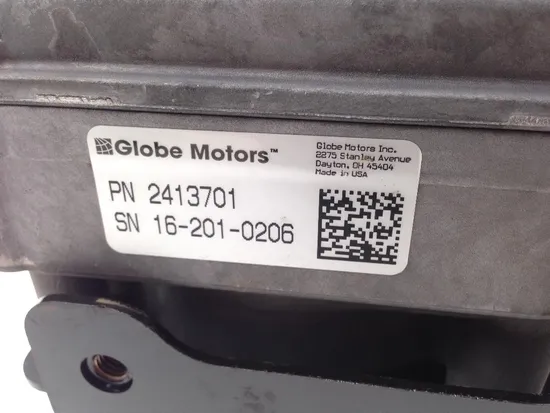 Globe Motors™
Globe Motors Inc.
2275 Stanley Avenue
Dayton, OH 45404
Made in USA
PN 2413701
SN 16-201-0206